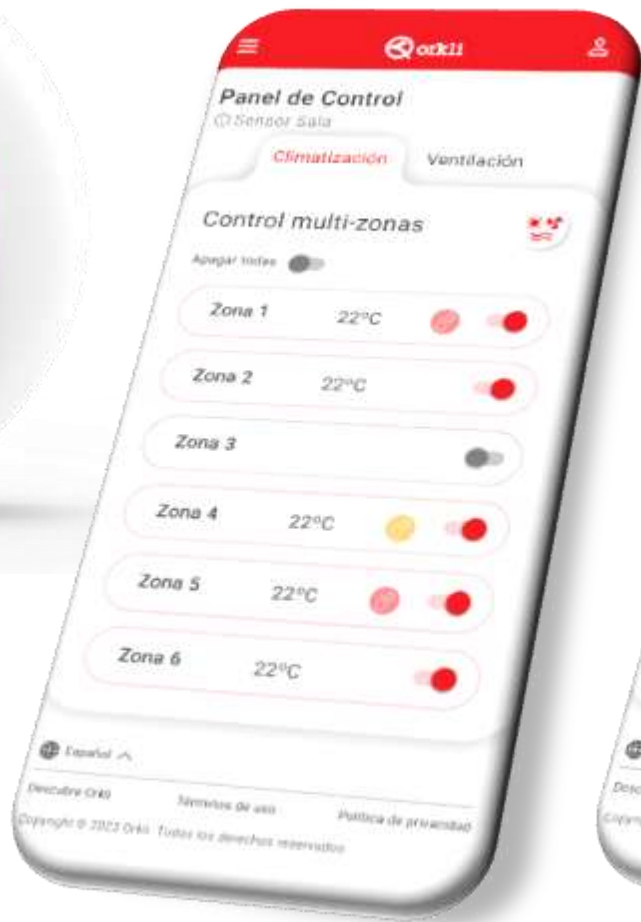 orkli
Panel de Control
Sensor Sala
Climatización Ventilación
Control multi-zonas
Apagar todas
Zona 1 22ºC
Zona 2 22ºC
Zona 3
Zona 4 22ºC
Zona 5 22ºC
Zona 6 22ºC
Español
Descubre Orkli Términos de uso Política de privacidad
Copyright © 2023 Orkli. Todos los derechos reservados